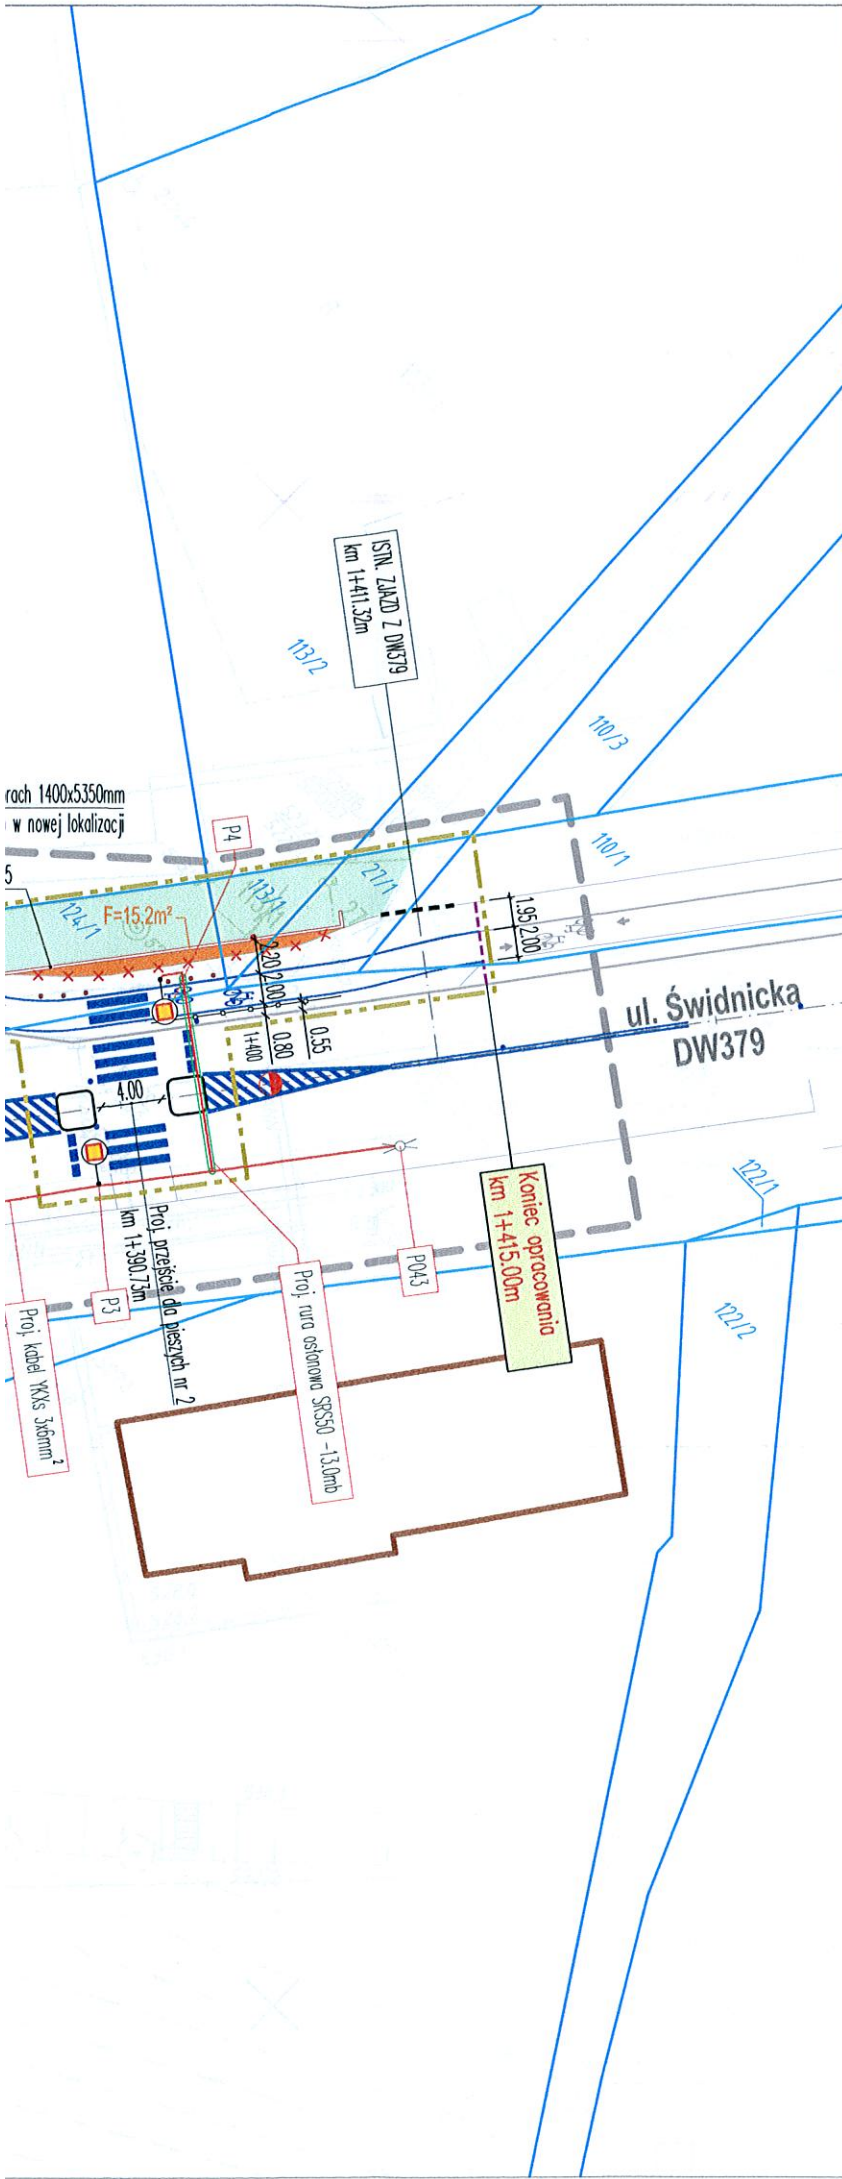 ISTN. ZJAZD Z DW379
km 1+411.32m
113/2
110/3
110/1
rach 1400x5350mm
w nowej lokalizacji
5
P4
124/1
113/1
27/1
F=15,2m²
2.20
2.00
0.80
0.55
1+400
1.95
2.00
ul. Świdnicka
DW379
4.00
122/1
122/2
Koniec opracowania
km 1+415.00m
P043
P3
Proj. przejście dla pieszych nr 2
km 1+390.73m
Proj. rura osłonowa SRS50 -13.0mb
Proj. kabel YKXs 3x6mm²